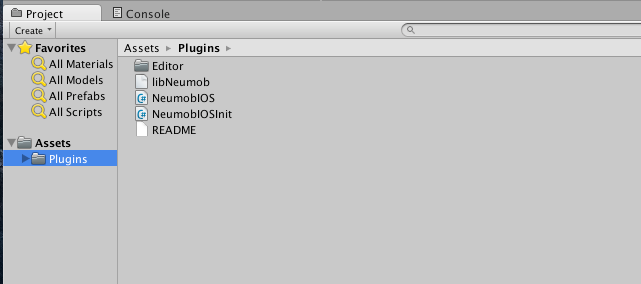 Project
Console
Create
Favorites
Assets ▸ Plugins ▸
All Materials
Editor
All Models
libNeumob
All Prefabs
NeumobIOS
All Scripts
NeumobIOSInit
README
Assets
Plugins